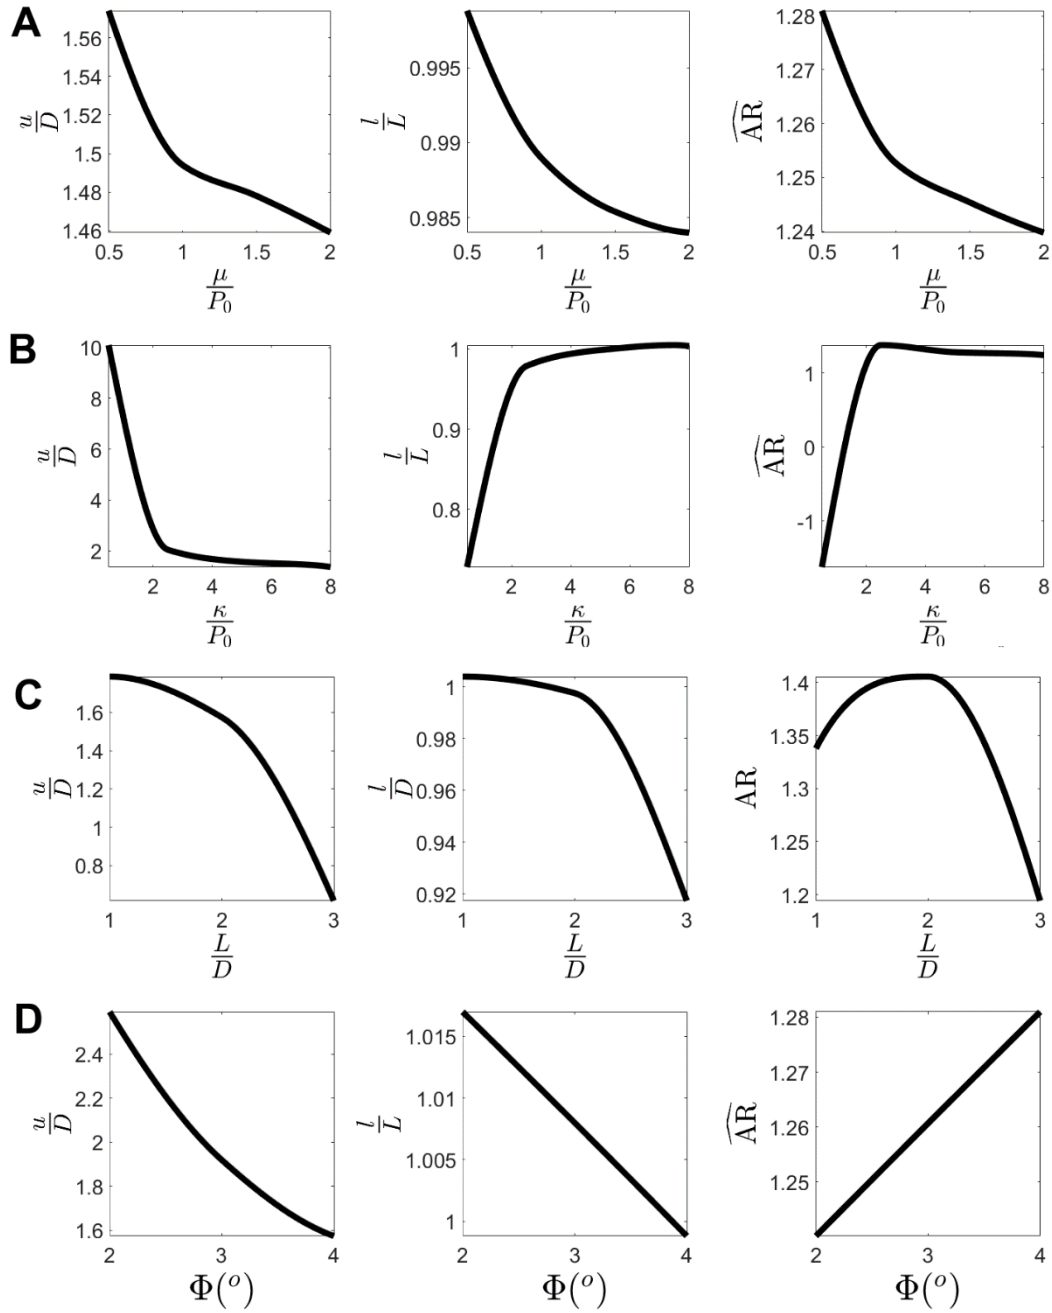 A
u/D
1.56
1.54
1.52
1.5
1.48
1.46
0.5 1 1.5 2
μ/P₀
l/L
0.995
0.99
0.985
0.5 1 1.5 2
μ/P₀
\widehat{AR}
1.28
1.27
1.26
1.25
1.24
0.5 1 1.5 2
μ/P₀
B
u/D
10
8
6
4
2
2 4 6 8
κ/P₀
l/L
1
0.9
0.8
2 4 6 8
κ/P₀
\widehat{AR}
1
0
-1
2 4 6 8
κ/P₀
C
u/D
1.6
1.4
1.2
1
0.8
1 2 3
L/D
l/D
1
0.98
0.96
0.94
0.92
1 2 3
L/D
AR
1.4
1.35
1.3
1.25
1.2
1 2 3
L/D
D
u/D
2.4
2.2
2
1.8
1.6
2 3 4
Φ(°)
l/L
1.015
1.01
1.005
1
2 3 4
Φ(°)
\widehat{AR}
1.28
1.27
1.26
1.25
2 3 4
Φ(°)